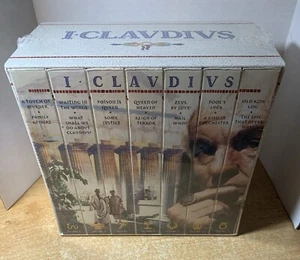 I·CLAVDIVS
I·CLAVDIVS
A TOUCH OF MURDER
FAMILY AFFAIRS
WAITING IN THE WINGS
WHAT SHALL WE DO ABOUT CLAUDIUS?
POISON IS QUEEN
SOME JUSTICE
QUEEN OF HEAVEN
REIGN OF TERROR
ZEUS, BY JOVE!
HAIL WHO?
FOOL'S LUCK
A GOD IN COLCHESTER
OLD KING LOG